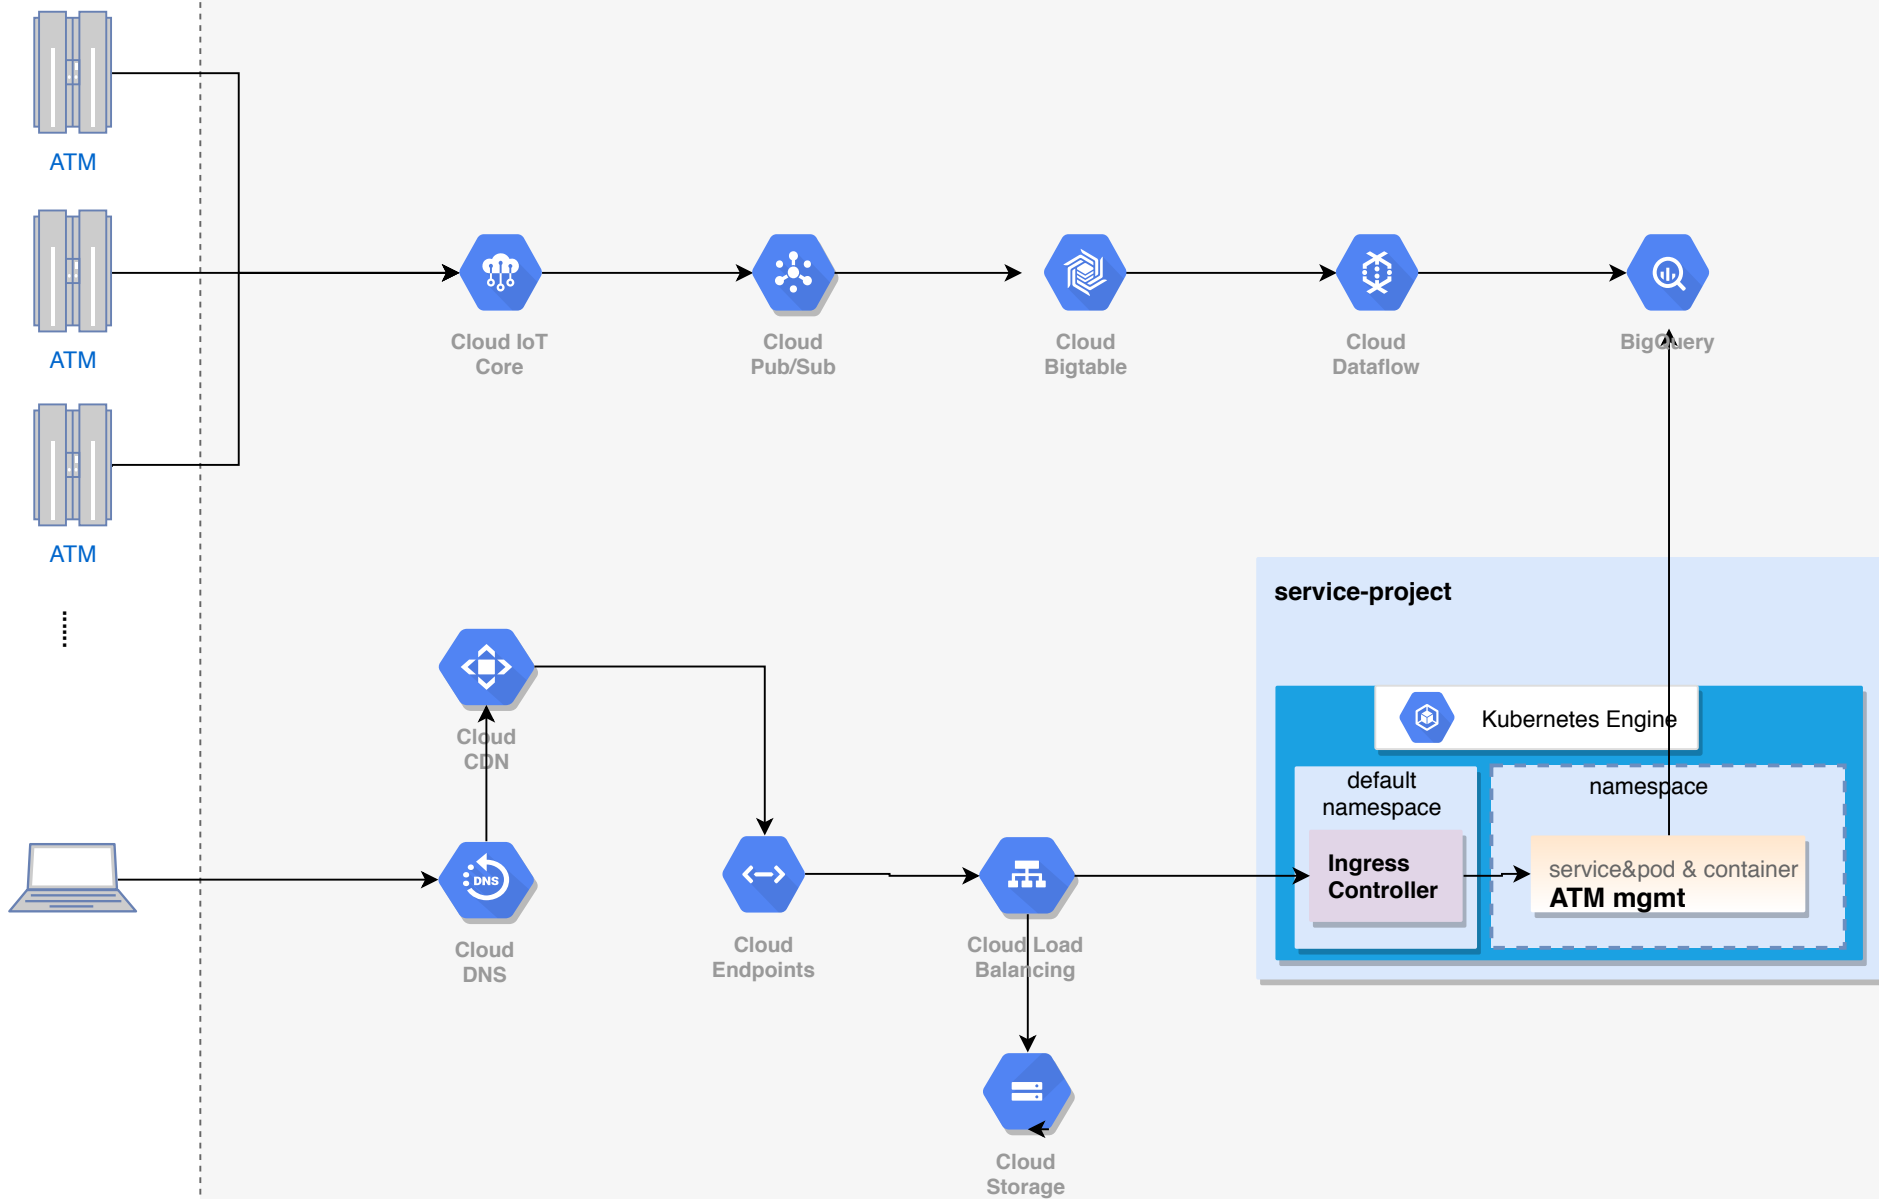 ATM
ATM
ATM
Cloud IoT
Core
Cloud
Pub/Sub
Cloud
Bigtable
Cloud
Dataflow
BigQuery
service-project
Kubernetes Engine
default
namespace
namespace
Ingress
Controller
service&pod & container
ATM mgmt
Cloud
CDN
DNS
Cloud
DNS
Cloud
Endpoints
Cloud Load
Balancing
Cloud
Storage